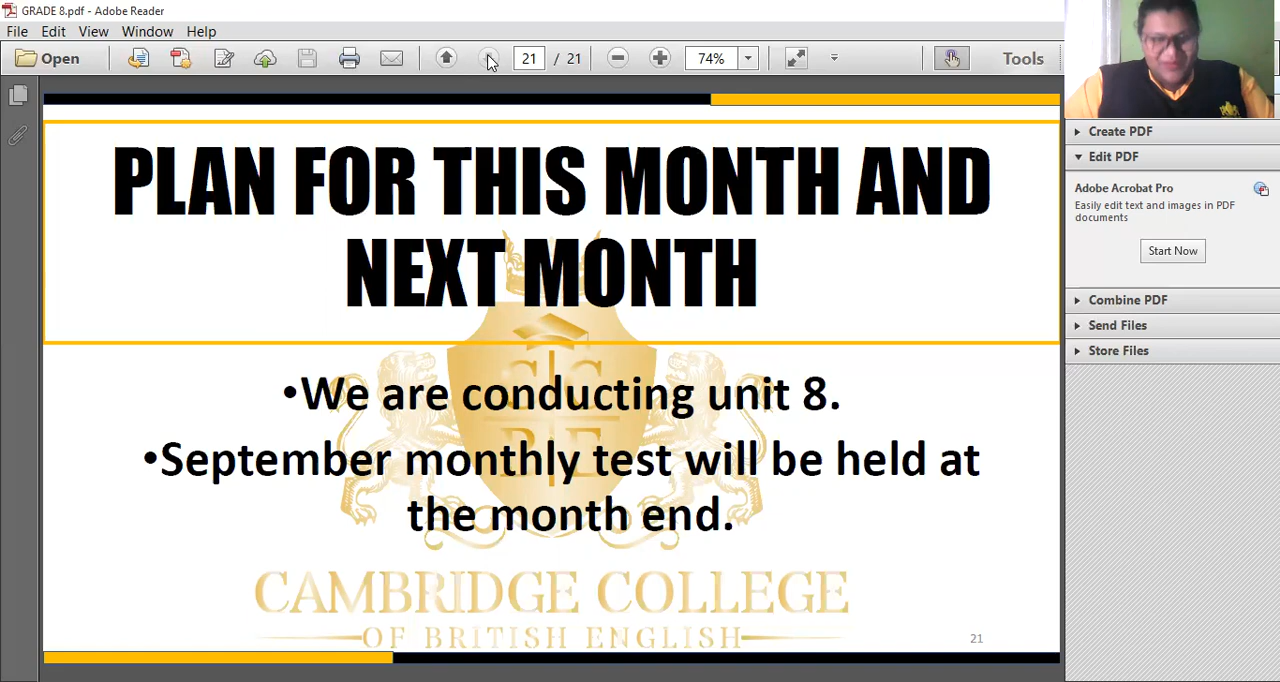 GRADE 8.pdf - Adobe Reader
File Edit View Window Help
Open 21 / 21 74% Tools
Create PDF
Edit PDF
Adobe Acrobat Pro
Easily edit text and images in PDF
documents
Start Now
Combine PDF
Send Files
Store Files
PLAN FOR THIS MONTH AND
NEXT MONTH
•We are conducting unit 8.
•September monthly test will be held at
the month end.
C C
B E
CAMBRIDGE COLLEGE
OF BRITISH ENGLISH
21